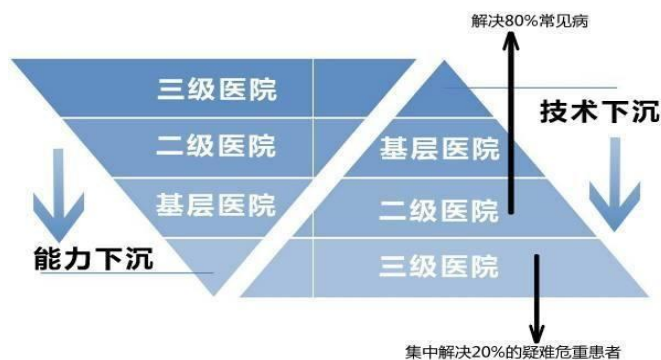 解决80%常见病
三级医院
技术下沉
二级医院
基层医院
基层医院
二级医院
能力下沉
三级医院
集中解决20%的疑难危重患者